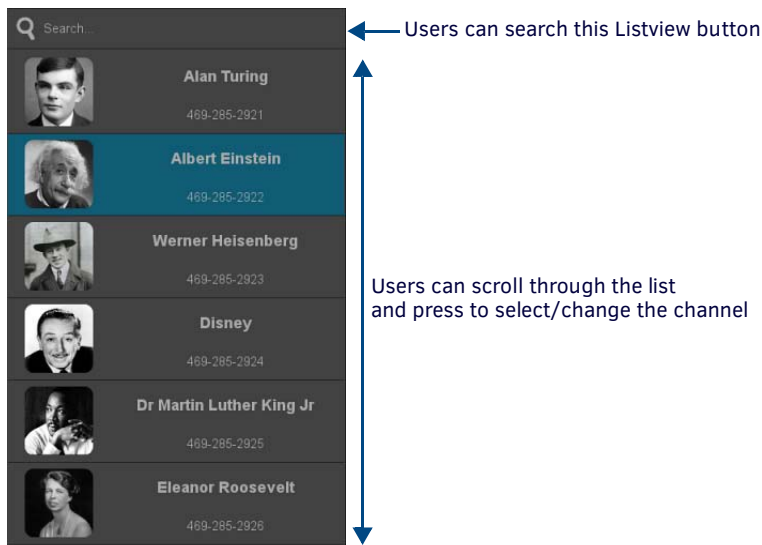 Search...
Users can search this Listview button
Alan Turing
469-285-2921
Albert Einstein
469-285-2922
Werner Heisenberg
469-285-2923
Users can scroll through the list
and press to select/change the channel
Disney
469-285-2924
Dr Martin Luther King Jr
469-285-2925
Eleanor Roosevelt
469-285-2926